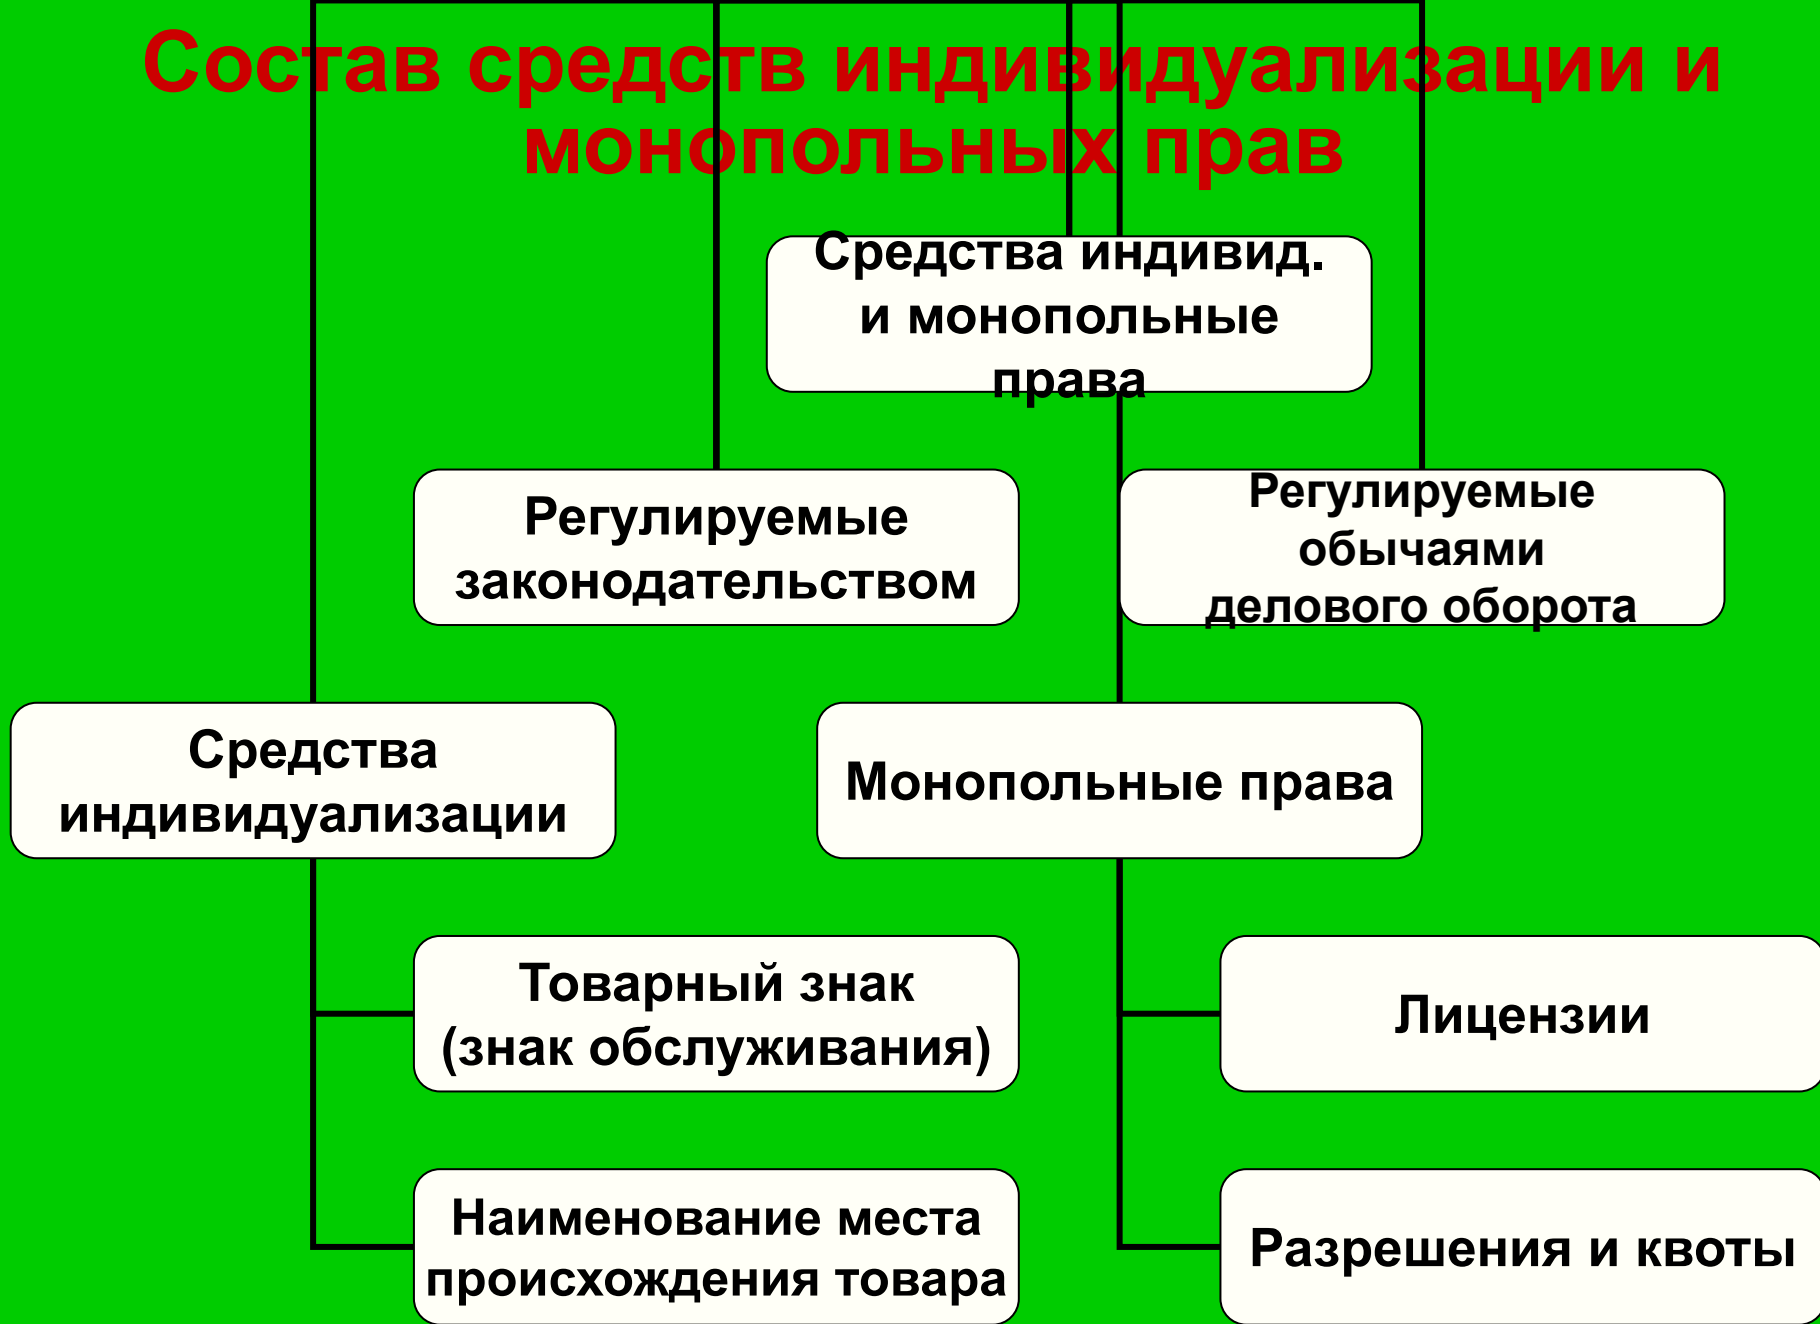 Состав средств индивидуализации и
монопольных прав
Средства индивид.
и монопольные
права
Регулируемые
законодательством
Регулируемые
обычаями
делового оборота
Средства
индивидуализации
Монопольные права
Товарный знак
(знак обслуживания)
Лицензии
Наименование места
происхождения товара
Разрешения и квоты